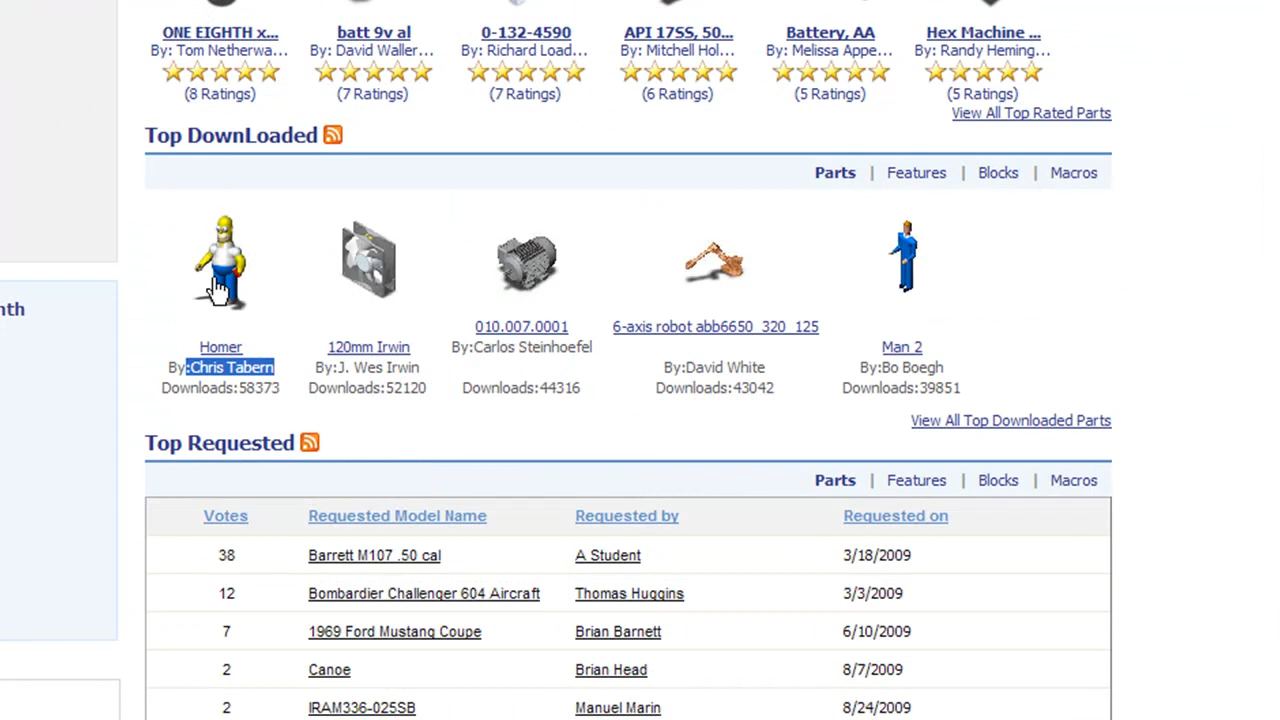 ONE EIGHTH x... batt 9v al 0-132-4590 API 17SS, 50... Battery, AA Hex Machine ...
By: Tom Netherwa... By: David Waller... By: Richard Load... By: Mitchell Hol... By: Melissa Appe... By: Randy Heming...
(8 Ratings) (7 Ratings) (7 Ratings) (6 Ratings) (5 Ratings) (5 Ratings)
View All Top Rated Parts
Top DownLoaded
Parts | Features | Blocks | Macros
010.007.0001 6-axis robot abb6650_320_125
Homer 120mm Irwin By:Carlos Steinhoefel Man 2
By:Chris Tabern By:J. Wes Irwin By:David White By:Bo Boegh
Downloads:58373 Downloads:52120 Downloads:44316 Downloads:43042 Downloads:39851
nth
View All Top Downloaded Parts
Top Requested
Parts | Features | Blocks | Macros
Votes Requested Model Name Requested by Requested on
38 Barrett M107 .50 cal A Student 3/18/2009
12 Bombardier Challenger 604 Aircraft Thomas Huggins 3/3/2009
7 1969 Ford Mustang Coupe Brian Barnett 6/10/2009
2 Canoe Brian Head 8/7/2009
2 IRAM336-025SB Manuel Marin 8/24/2009